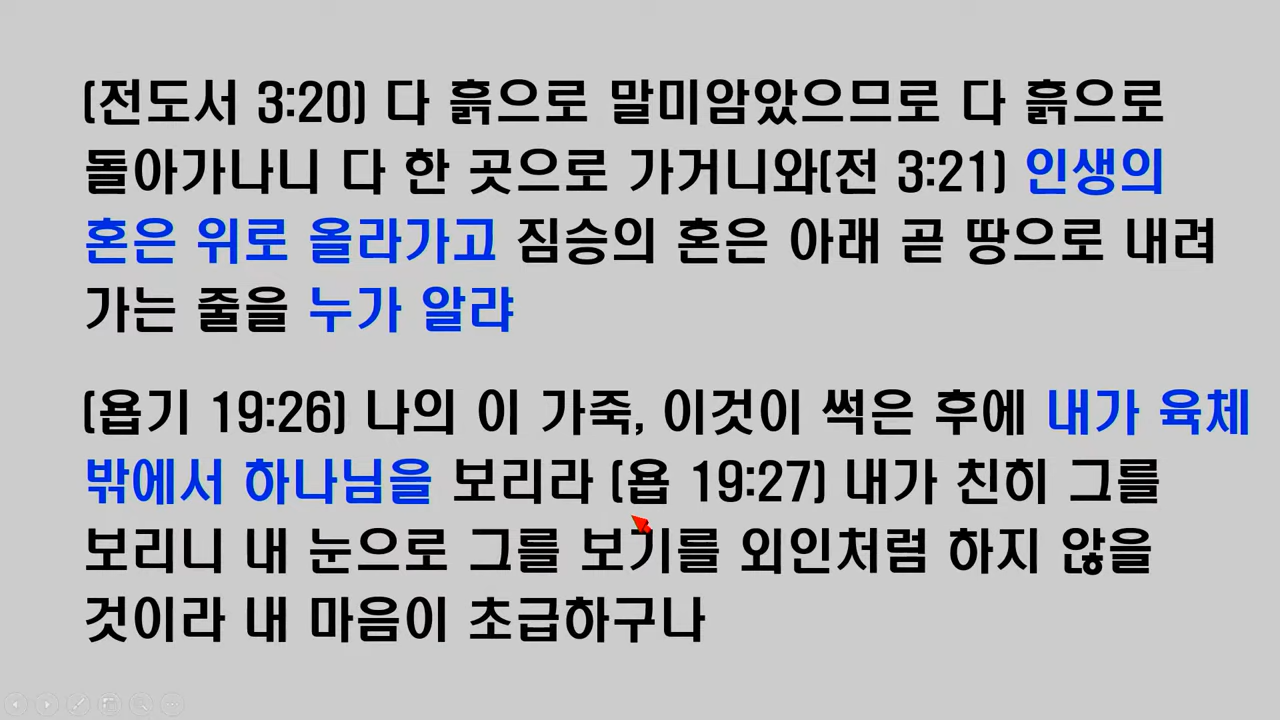 (전도서 3:20) 다 흙으로 말미암았으므로 다 흙으로
돌아가나니 다 한 곳으로 가거니와(전 3:21) 인생의
혼은 위로 올라가고 짐승의 혼은 아래 곧 땅으로 내려
가는 줄을 누가 알랴
(욥기 19:26) 나의 이 가죽, 이것이 썩은 후에 내가 육체
밖에서 하나님을 보리라 (욥 19:27) 내가 친히 그를
보리니 내 눈으로 그를 보기를 외인처럼 하지 않을
것이라 내 마음이 초급하구나